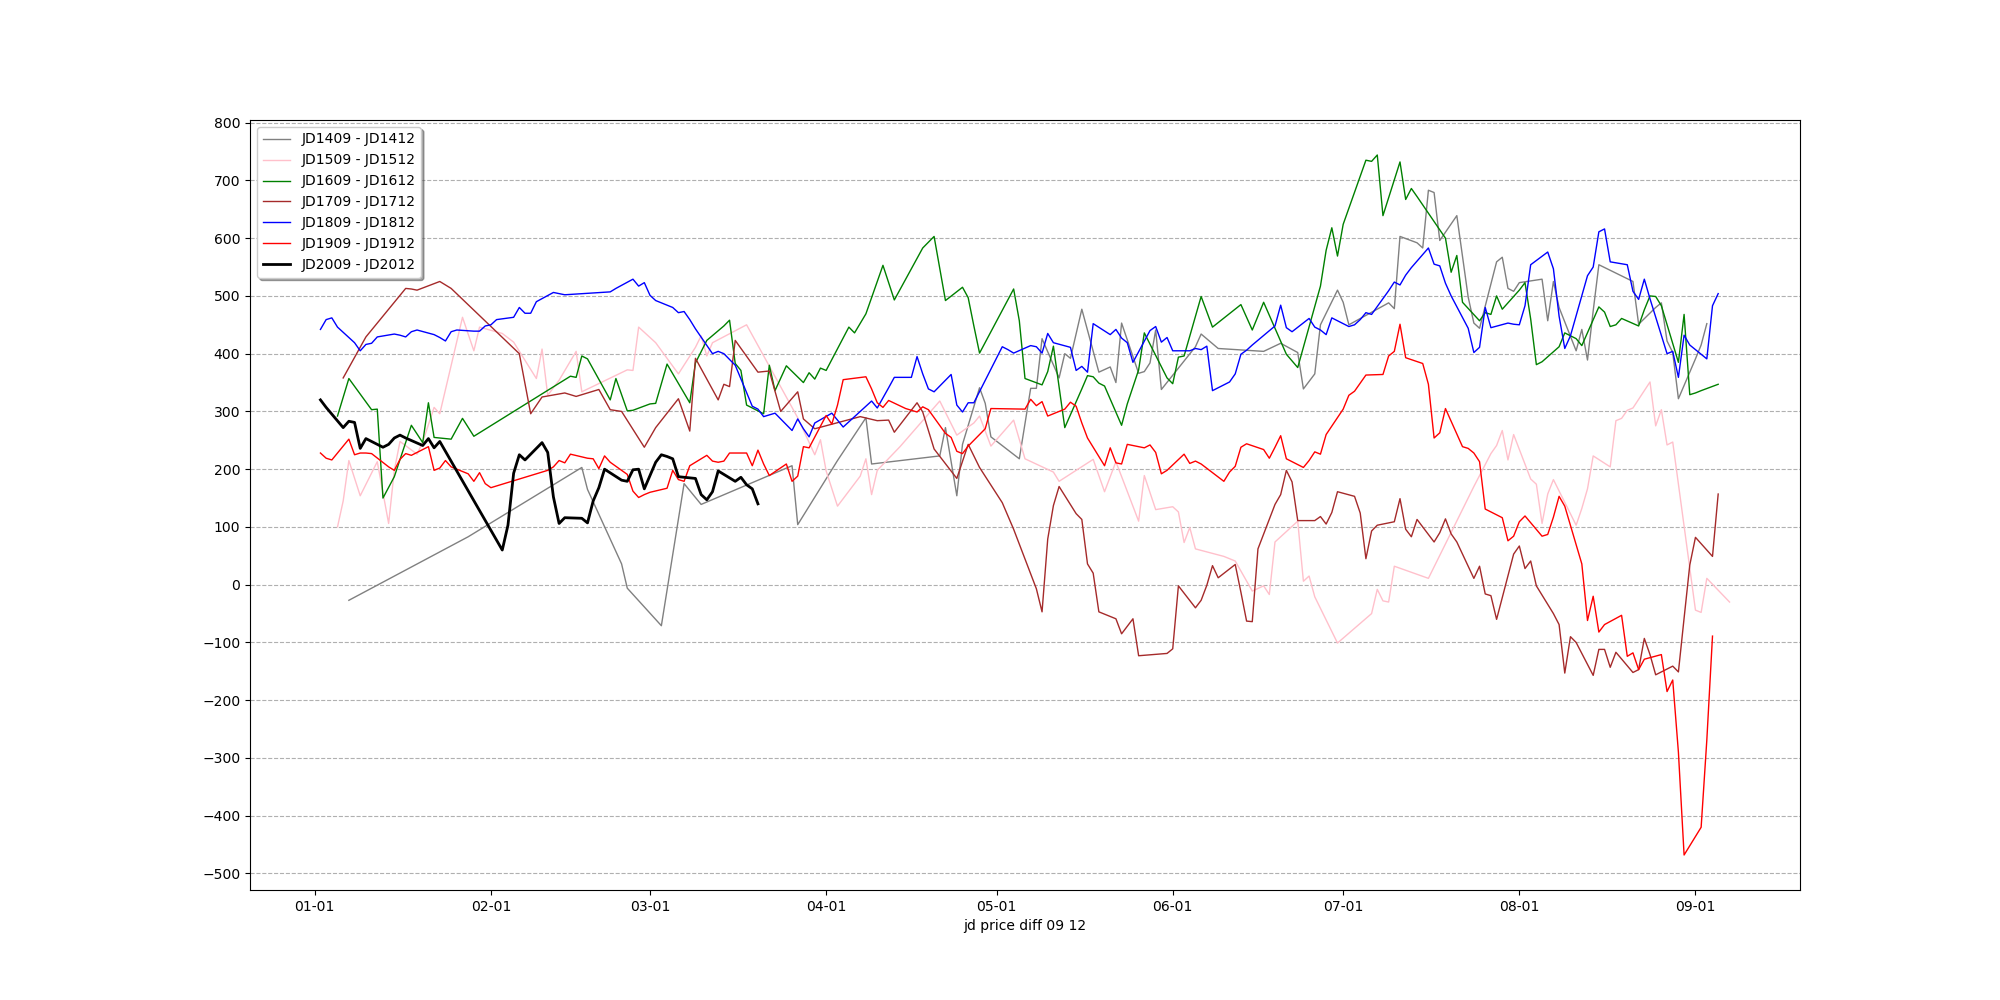 800
700
600
500
400
300
200
100
0
−100
−200
−300
−400
−500
JD1409 - JD1412
JD1509 - JD1512
JD1609 - JD1612
JD1709 - JD1712
JD1809 - JD1812
JD1909 - JD1912
JD2009 - JD2012
01-01 02-01 03-01 04-01 05-01 06-01 07-01 08-01 09-01
jd price diff 09 12